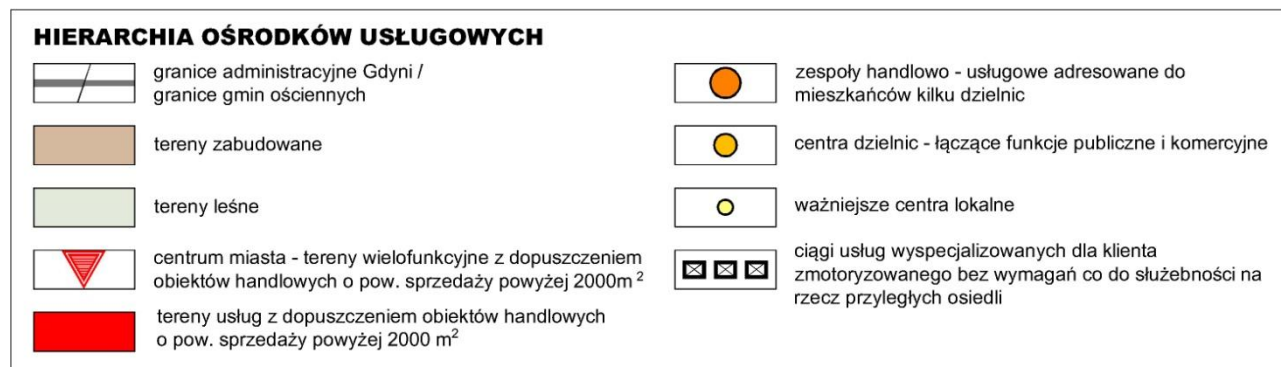 HIERARCHIA OŚRODKÓW USŁUGOWYCH
granice administracyjne Gdyni /
granice gmin ościennych
tereny zabudowane
tereny leśne
centrum miasta - tereny wielofunkcyjne z dopuszczeniem
obiektów handlowych o pow. sprzedaży powyżej 2000m²
tereny usług z dopuszczeniem obiektów handlowych
o pow. sprzedaży powyżej 2000 m²
zespoły handlowo - usługowe adresowane do
mieszkańców kilku dzielnic
centra dzielnic - łączące funkcje publiczne i komercyjne
ważniejsze centra lokalne
ciągi usług wyspecjalizowanych dla klienta
zmotoryzowanego bez wymagań co do służebności na
rzecz przyległych osiedli